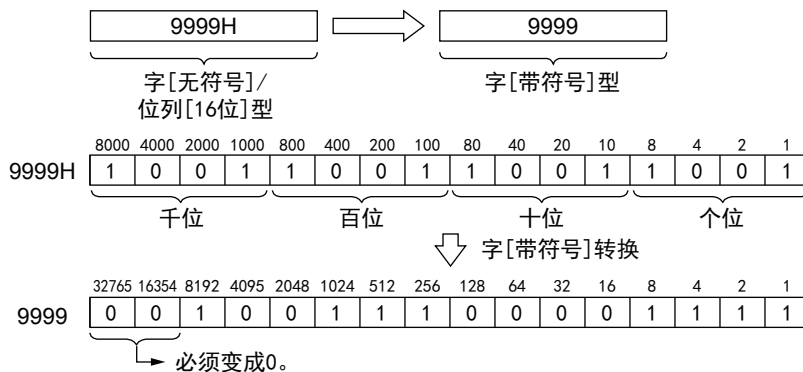 9999H 9999
字[无符号]/ 字[带符号]型
位列[16位]型
8000 4000 2000 1000 800 400 200 100 80 40 20 10 8 4 2 1
9999H 1 0 0 1 1 0 0 1 1 0 0 1 1 0 0 1
千位 百位 十位 个位
字[带符号]转换
32765 16354 8192 4095 2048 1024 512 256 128 64 32 16 8 4 2 1
9999 0 0 1 0 0 1 1 1 0 0 0 0 1 1 1 1
必须变成0。